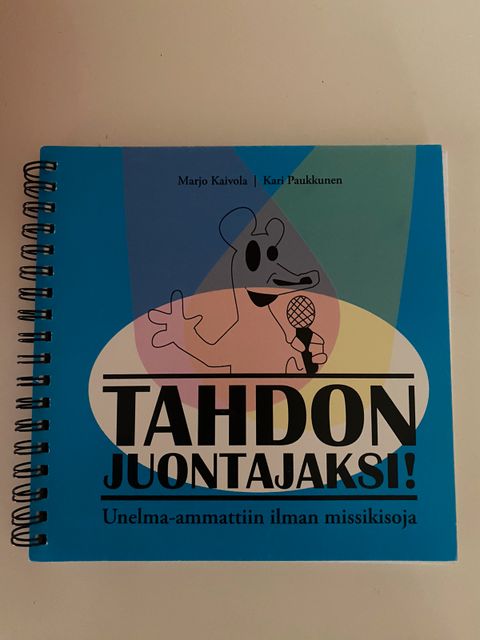 Marjo Kaivola | Kari Paukkunen
TAHDON
JUONTAJAKSI!
Unelma-ammattiin ilman missikisoja